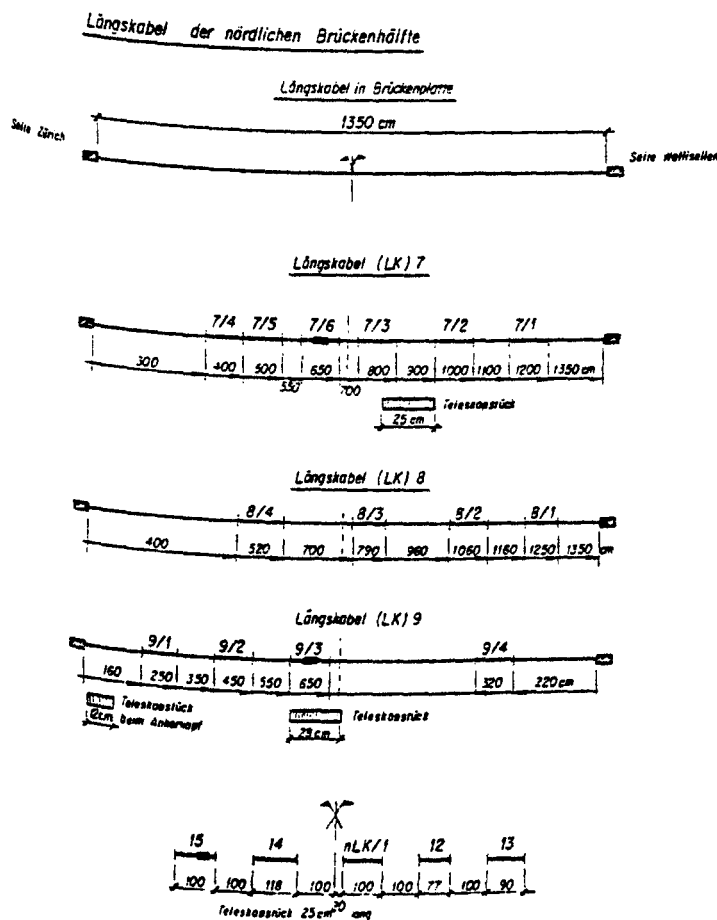 Längskabel der nördlichen Brückenhälfte
Längskabel in Brückenplatte
1350 cm
Seite Zürich
Seite Wallisellen
Längskabel (LK) 7
7/4 7/5 7/6 7/3 7/2 7/1
300 400 500 650 800 900 1000 1100 1200 1350 cm
550 700
Teleskopstück
25 cm
Längskabel (LK) 8
8/4 8/3 8/2 8/1
400 520 700 790 960 1060 1160 1250 1350 cm
Längskabel (LK) 9
9/1 9/2 9/3 9/4
160 250 350 450 550 650 320 220 cm
Teleskopstück
beim Ankerkopf
12cm
Teleskopstück
29 cm
15 14 nLK/1 12 13
100 100 118 100 20 100 100 77 100 90
Teleskopstück 25 cm lang